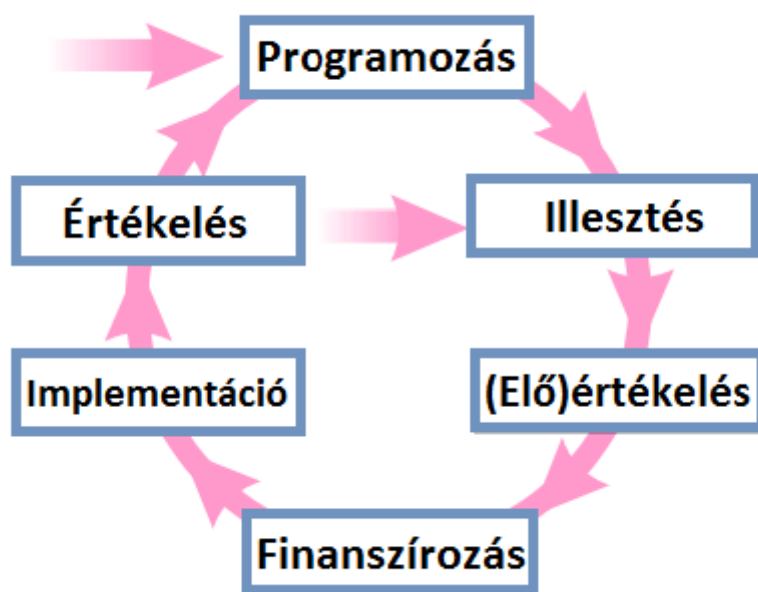 Programozás
Illesztés
(Elő)értékelés
Finanszírozás
Implementáció
Értékelés